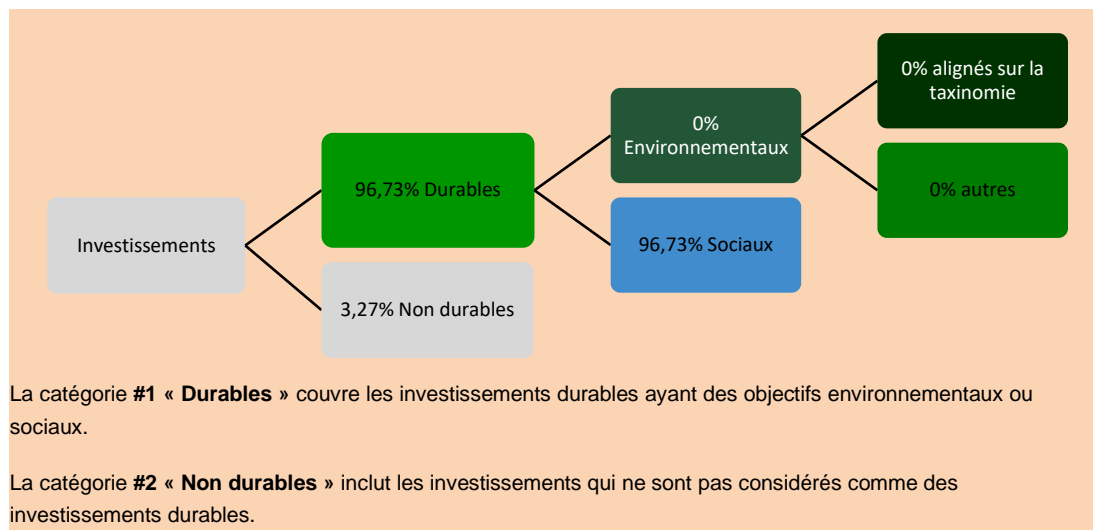 Investissements
96,73% Durables
3,27% Non durables
0%
Environnementaux
96,73% Sociaux
0% alignés sur la
taxinomie
0% autres
La catégorie #1 « Durables » couvre les investissements durables ayant des objectifs environnementaux ou
sociaux.
La catégorie #2 « Non durables » inclut les investissements qui ne sont pas considérés comme des
investissements durables.